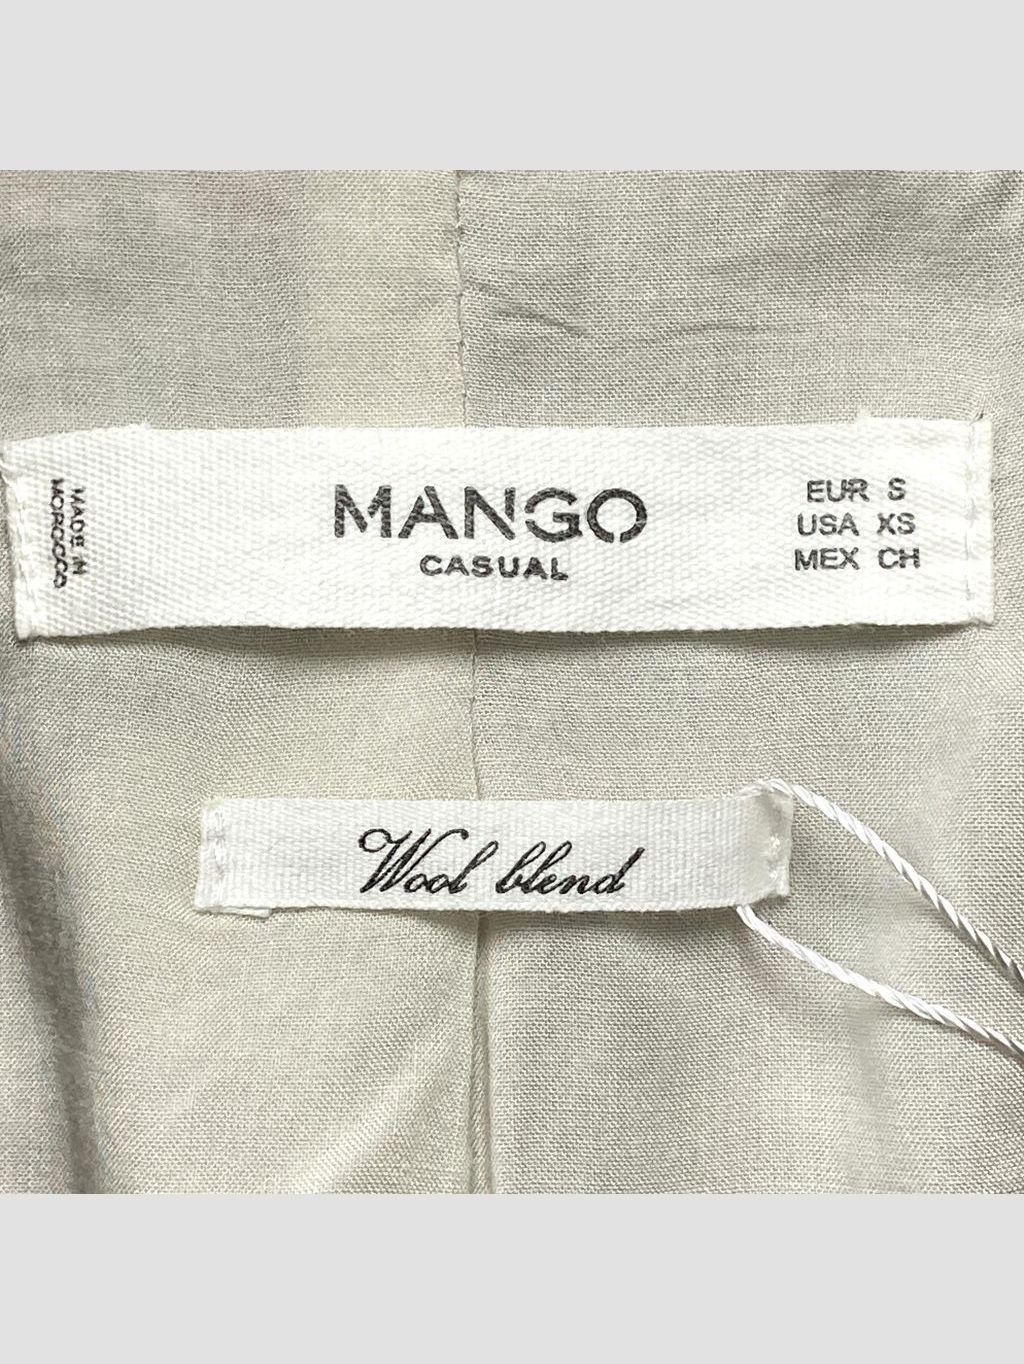 MADE IN
MOROCCO
MANGO
CASUAL
EUR S
USA XS
MEX CH
Wool blend